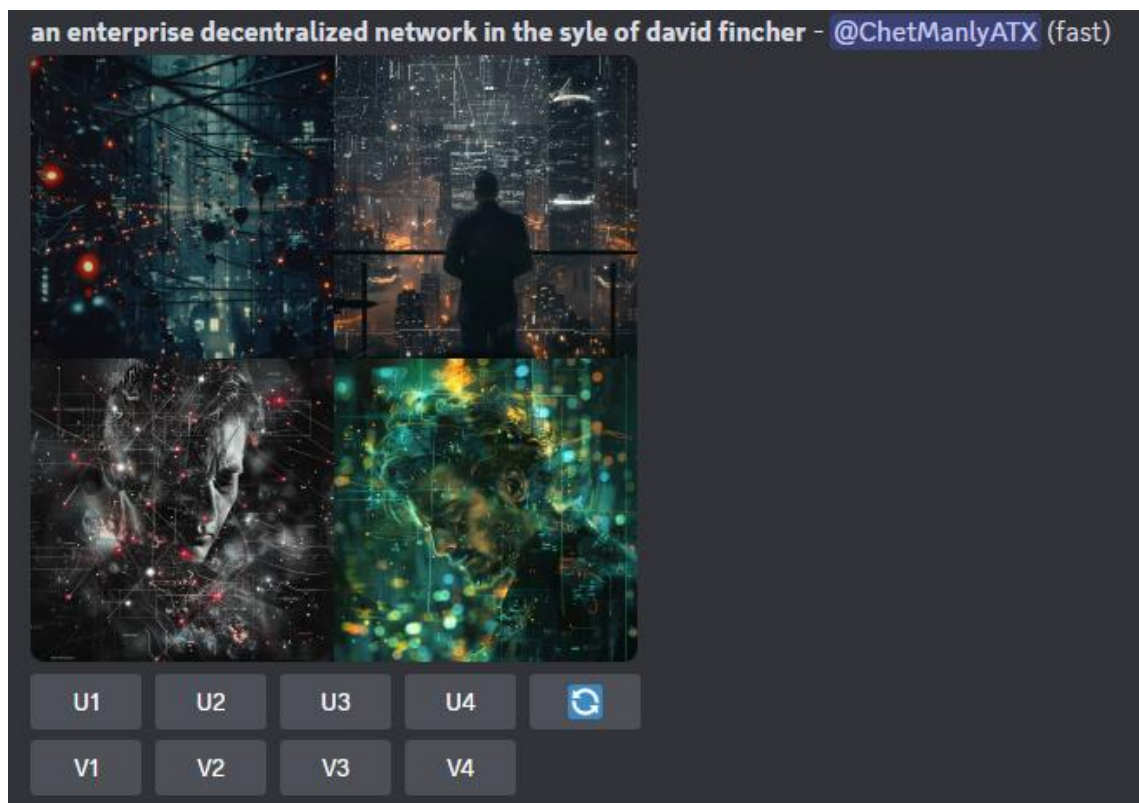 an enterprise decentralized network in the syle of david fincher - @ChetManlyATX (fast)
U1 U2 U3 U4
V1 V2 V3 V4